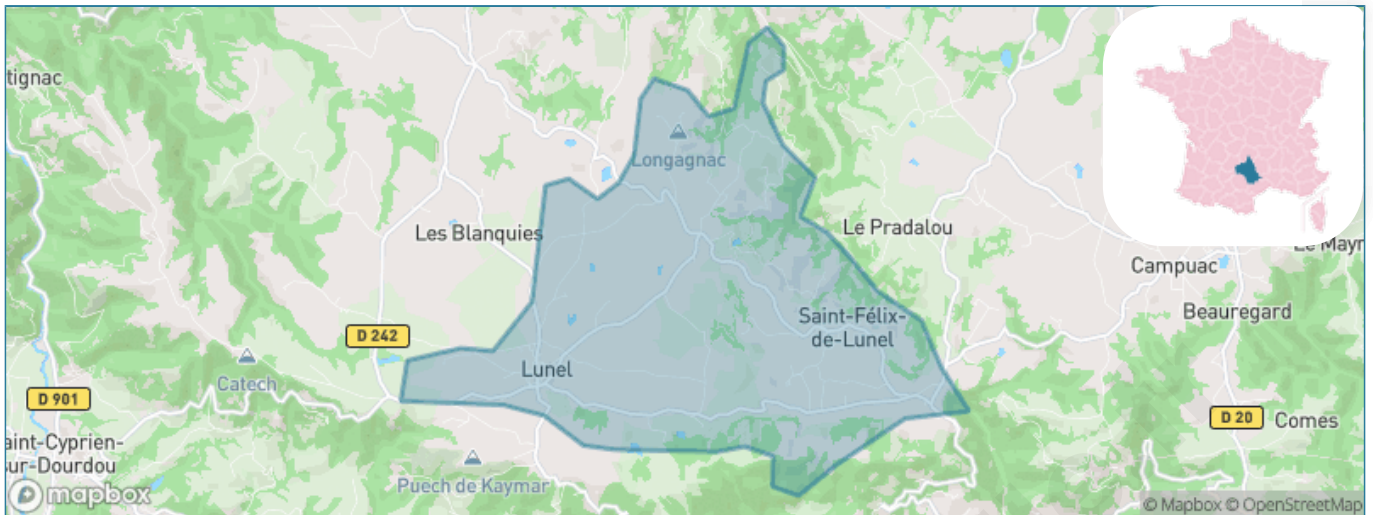 tignac
Longagnac
Les Blanquies
Le Pradalou
Le Mayr
Campuac
Beauregard
Saint-Félix-
de-Lunel
D 242
Lunel
Catech
D 901
D 20
Comes
aint-Cyprien-
sur-Dourdou
Puech de Kaymar
mapbox
© Mapbox © OpenStreetMap